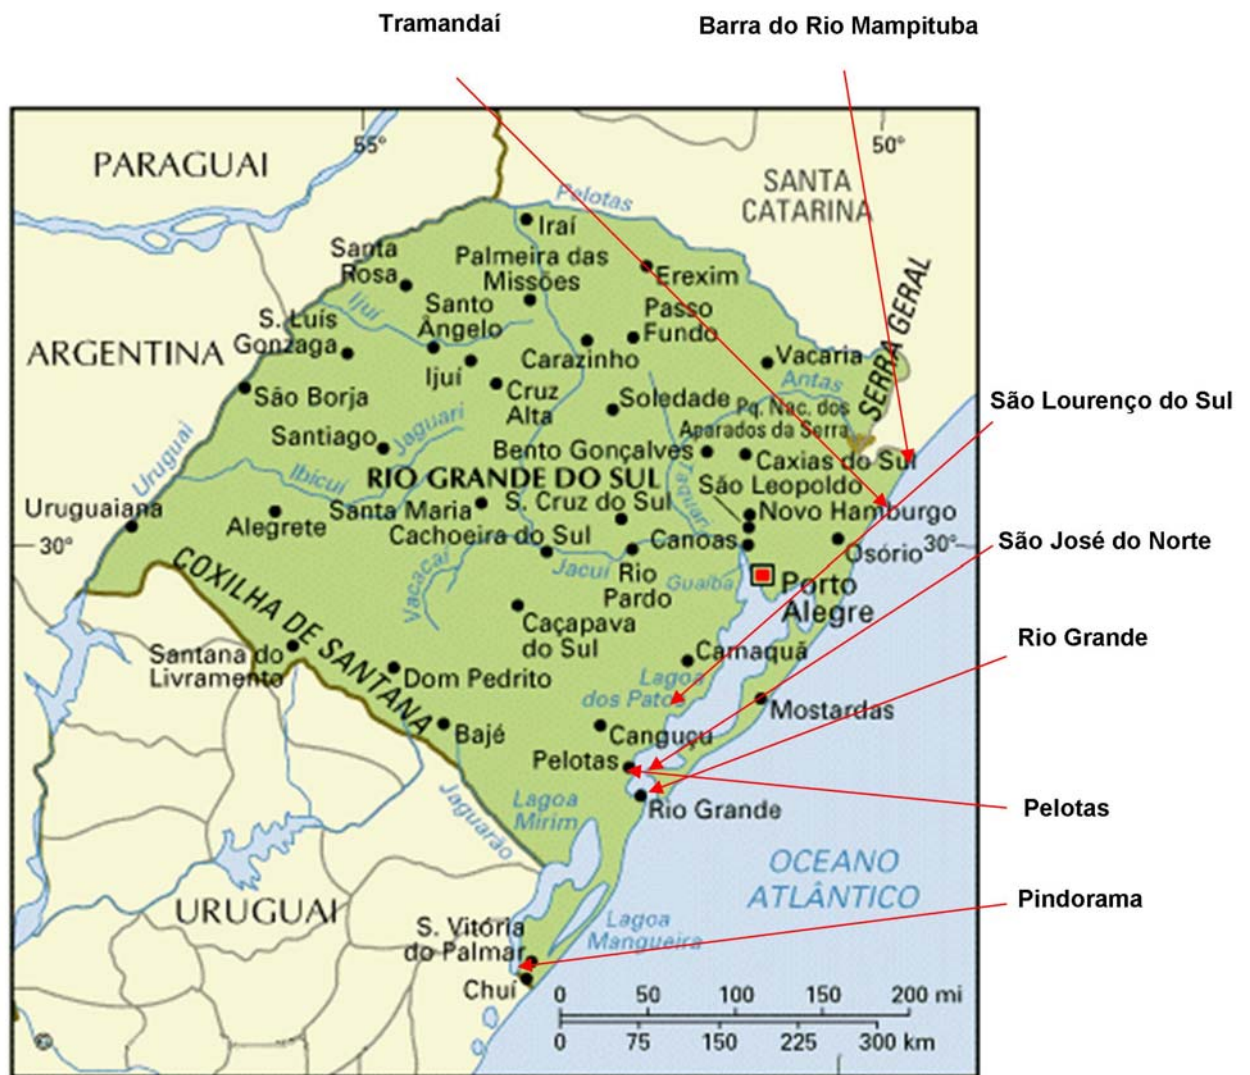 Tramandaí
Barra do Rio Mampituba
55°
50°
PARAGUAI
SANTA
CATARINA
Pelotas
Iraí
Santa
Rosa
Palmeira das
Missões
Erexim
SERRA GERAL
Ijuí
Santo
Ângelo
Passo
Fundo
S. Luís
Gonzaga
ARGENTINA
Carazinho
Vacaria
Ijuí
Antas
São Borja
Cruz
Alta
Soledade
Pq. Nac. dos
Aparados da Serra
São Lourenço do Sul
Santiago
Jaguari
Bento Gonçalves
Caxias do Sul
Uruguai
Ibicuí
RIO GRANDE DO SUL
Taquari
São Leopoldo
Uruguaiana
Alegrete
Santa Maria
S. Cruz do Sul
Novo Hamburgo
Cachoeira do Sul
Canoas
Osório
30°
30°
São José do Norte
COXILHA DE SANTANA
Vacacaí
Jacuí
Rio
Pardo
Guaíba
Porto
Alegre
Caçapava
do Sul
Rio Grande
Santana do
Livramento
Dom Pedrito
Camaquã
Lagoa
dos Patos
Mostardas
Bajé
Canguçu
Pelotas
Jaguarão
Lagoa
Mirim
Rio Grande
Pelotas
OCEANO
ATLÂNTICO
URUGUAI
Pindorama
S. Vitória
do Palmar
Lagoa
Mangueira
Chuí
0 50 100 150 200 mi
0 75 150 225 300 km